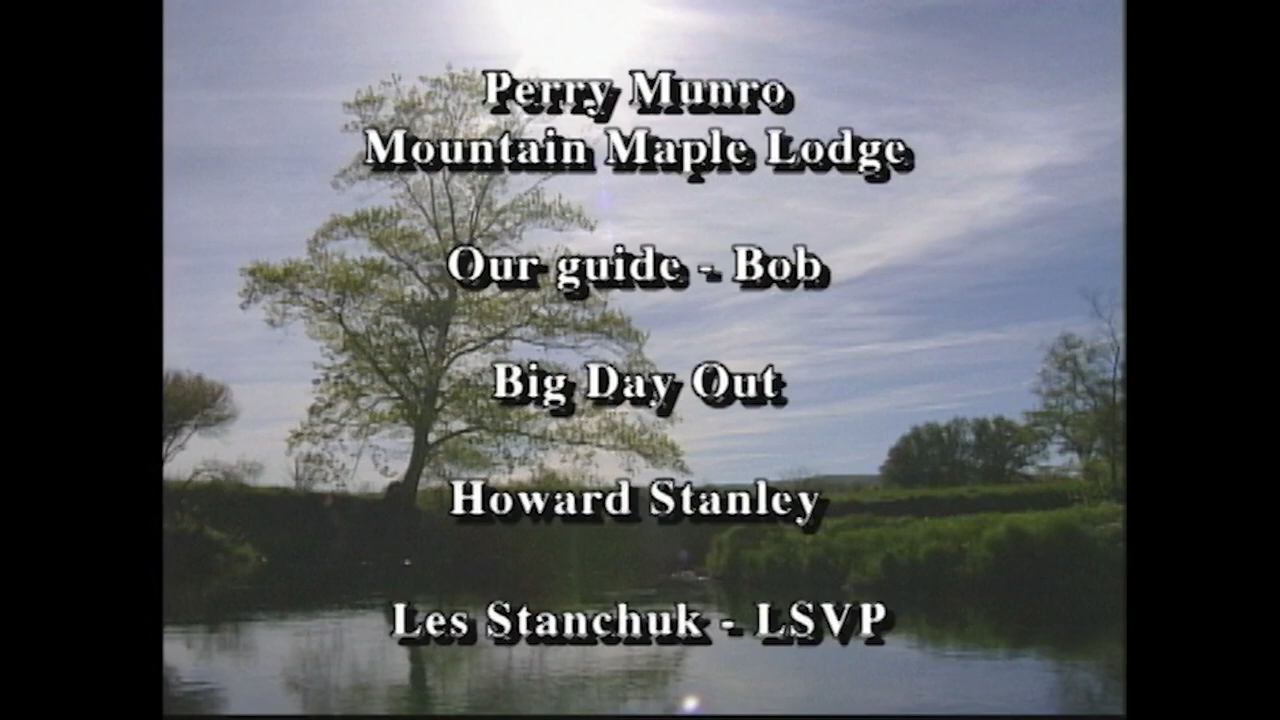 Perry Munro
Mountain Maple Lodge
Our guide - Bob
Big Day Out
Howard Stanley
Les Stanchuk - LSVP